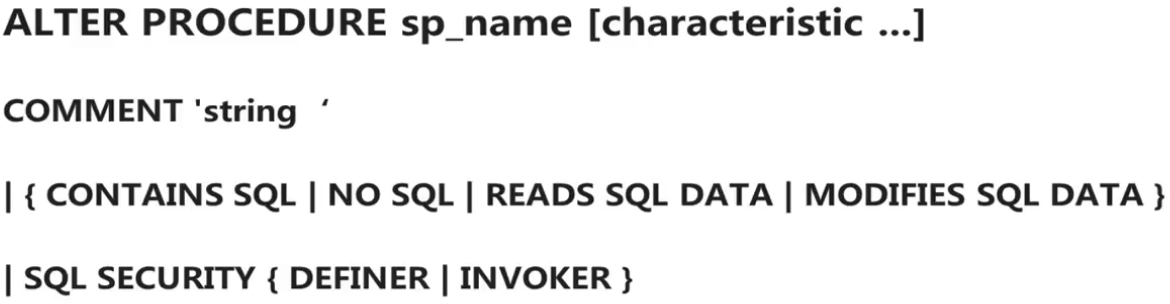 ALTER PROCEDURE sp_name [characteristic ...]
COMMENT 'string ‘
| { CONTAINS SQL | NO SQL | READS SQL DATA | MODIFIES SQL DATA }
| SQL SECURITY { DEFINER | INVOKER }